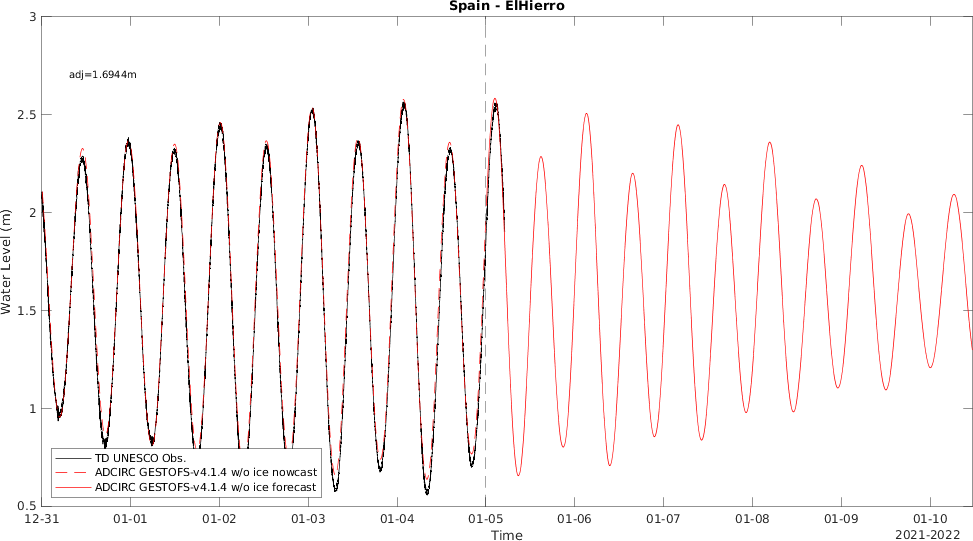 Spain - ElHierro
3
adj=1.6944m
2.5
2
Water Level (m)
1.5
1
TD UNESCO Obs.
ADCIRC GESTOFS-v4.1.4 w/o ice nowcast
ADCIRC GESTOFS-v4.1.4 w/o ice forecast
0.5
12-31 01-01 01-02 01-03 01-04 01-05 01-06 01-07 01-08 01-09 01-10
Time
2021-2022